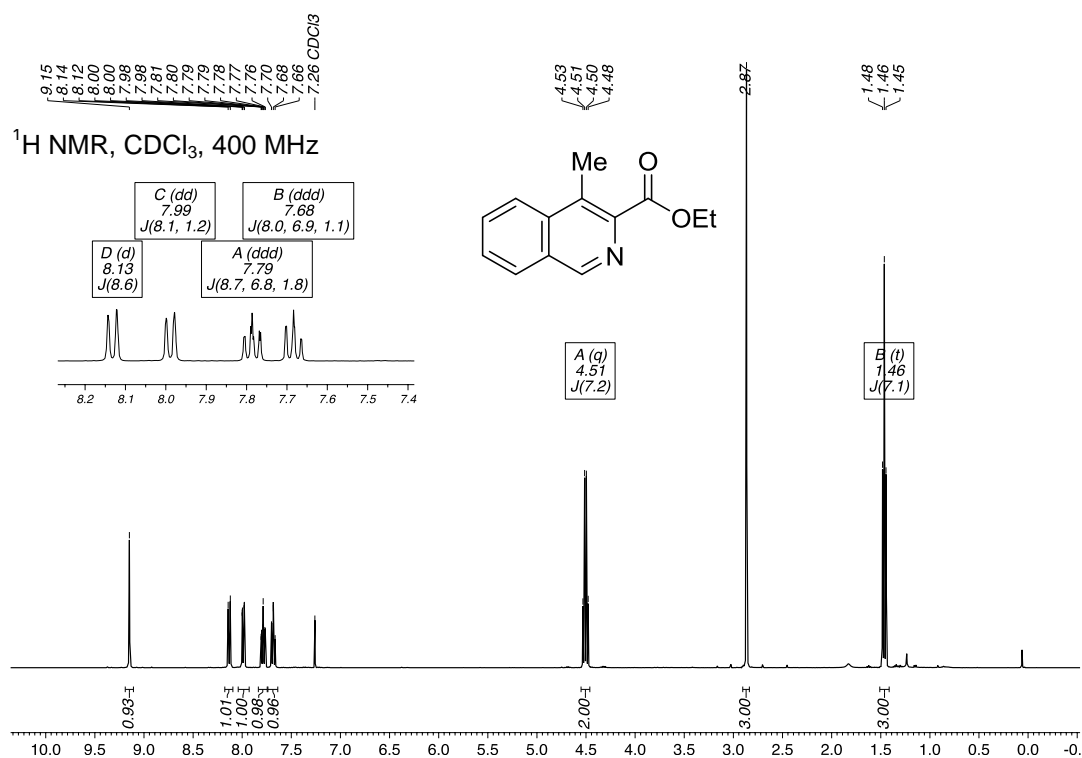 9.15
8.14
8.12
8.00
8.00
7.98
7.98
7.81
7.80
7.79
7.79
7.78
7.77
7.76
7.70
7.68
7.66
7.26 CDCl3
4.53
4.51
4.50
4.48
2.87
1.48
1.46
1.45
¹H NMR, CDCl₃, 400 MHz
C (dd)
7.99
J(8.1, 1.2)
B (ddd)
7.68
J(8.0, 6.9, 1.1)
D (d)
8.13
J(8.6)
A (ddd)
7.79
J(8.7, 6.8, 1.8)
8.2 8.1 8.0 7.9 7.8 7.7 7.6 7.5 7.4
Me
O
OEt
N
A (q)
4.51
J(7.2)
B (t)
1.46
J(7.1)
0.93
1.01
1.00
0.98
0.96
2.00
3.00
3.00
10.0 9.5 9.0 8.5 8.0 7.5 7.0 6.5 6.0 5.5 5.0 4.5 4.0 3.5 3.0 2.5 2.0 1.5 1.0 0.5 0.0 -0.